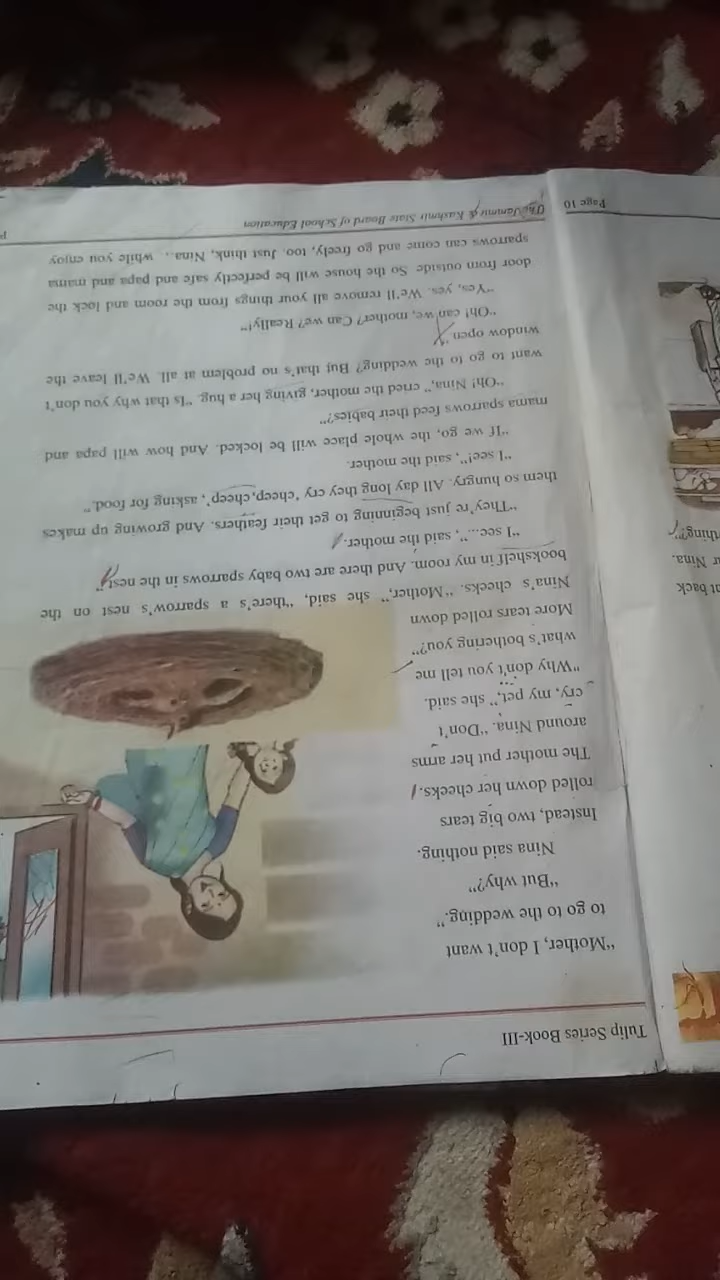 Tulip Series Book-III
"Mother, I don't want
to go to the wedding."
"But why?"
Nina said nothing.
Instead, two big tears
rolled down her cheeks.
The mother put her arms
around Nina. "Don't
cry, my pet," she said.
"Why don't you tell me
what's bothering you?"
More tears rolled down
Nina's cheeks. "Mother," she said, "there's a sparrow's nest on the
bookshelf in my room. And there are two baby sparrows in the nest."
"I see...", said the mother.
"They're just beginning to get their feathers. And growing up makes
them so hungry. All day long they cry 'cheep, cheep', asking for food."
"I see!", said the mother.
"If we go, the whole place will be locked. And how will papa and
mama sparrows feed their babies?"
"Oh! Nina," cried the mother, giving her a hug. "Is that why you don't
want to go to the wedding? But that's no problem at all. We'll leave the
window open."
"Oh! can we, mother? Can we? Really!"
"Yes, yes. We'll remove all your things from the room and lock the
door from outside. So the house will be perfectly safe and papa and mama
sparrows can come and go freely, too. Just think, Nina... while you enjoy
The Jammu & Kashmir State Board of School Education
at back
ar Nina.
thing?"
Page 10